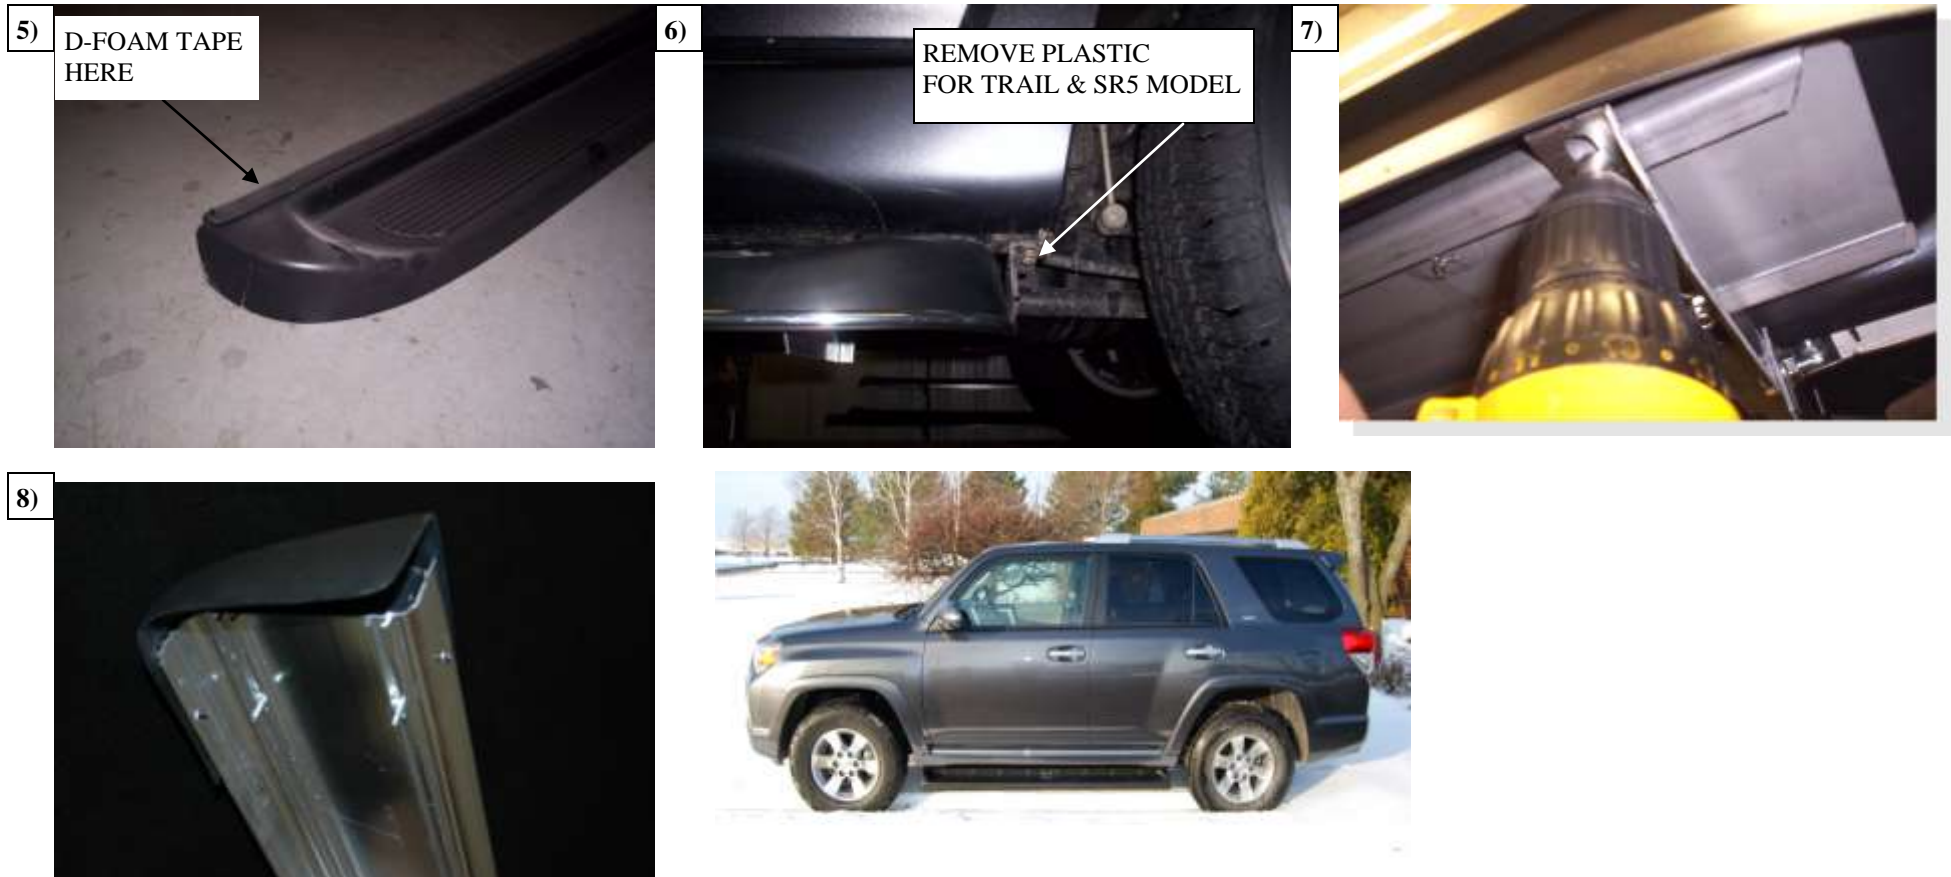 5)
D-FOAM TAPE
HERE
6)
REMOVE PLASTIC
FOR TRAIL & SR5 MODEL
7)
8)